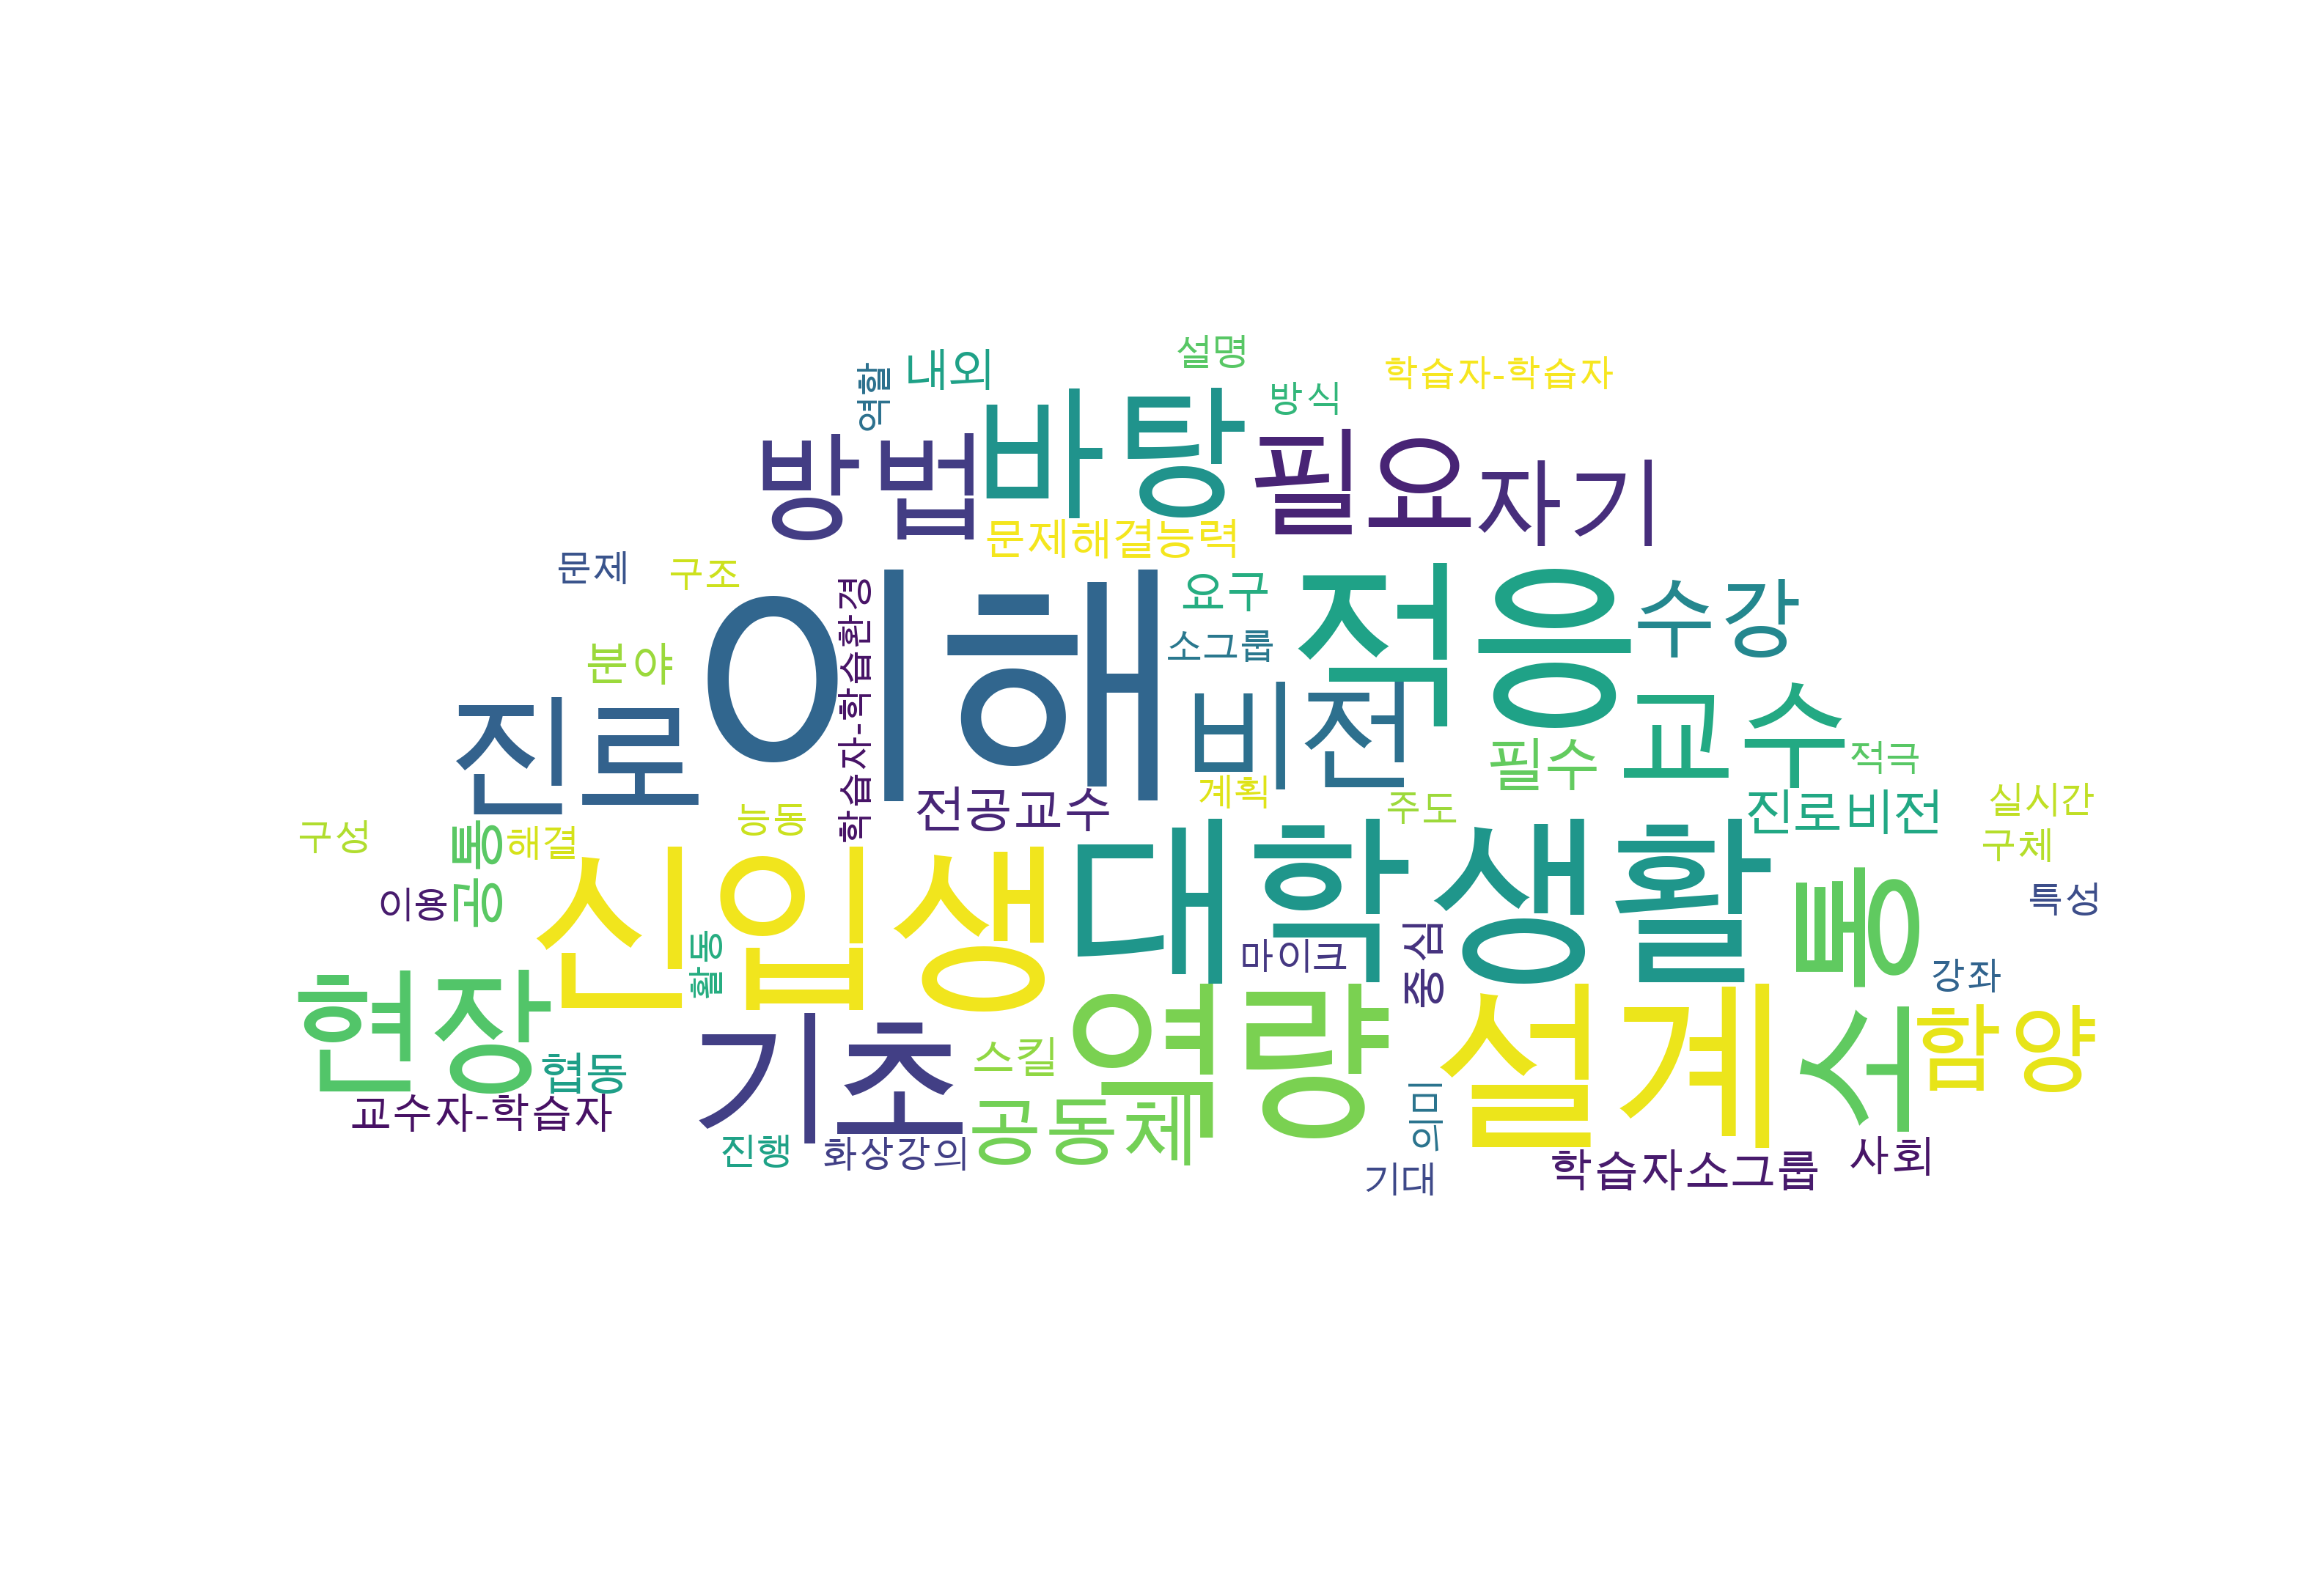 설명
내외
역할
학습자-학습자
방식
바탕
방법
필요
자기
문제해결능력
문제
구조
요구
적응
수강
이해
소그룹
학습자-학습환경
분야
진로
비전
교수
필수
적극
계획
전공교수
주도
진로비전
실시간
능동
구성
해결
공통
구체
신입생
대학생활
이용
특성
소통
활동
마이크
중심
강좌
현장
기초
역량
설계
함양
스킬
협동
교수자-학습자
공동체
의미
진행
화상강의
기대
학습자소그룹
사회